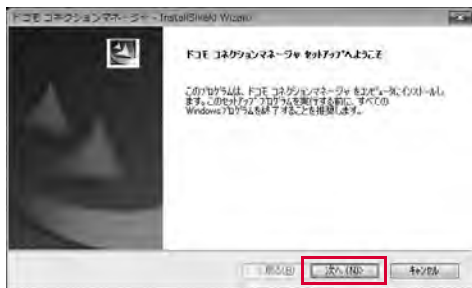 ドコモ コネクションマネージャ - InstallShield Wizard
ドコモ コネクションマネージャ セットアップへようこそ
このプログラムは、ドコモ コネクションマネージャ をコンピュータにインストールし
ます。このセットアップ プログラムを実行する前に、すべての
Windowsプログラムを終了することを推奨します。
< 戻る(B)
次へ(N)>
キャンセル